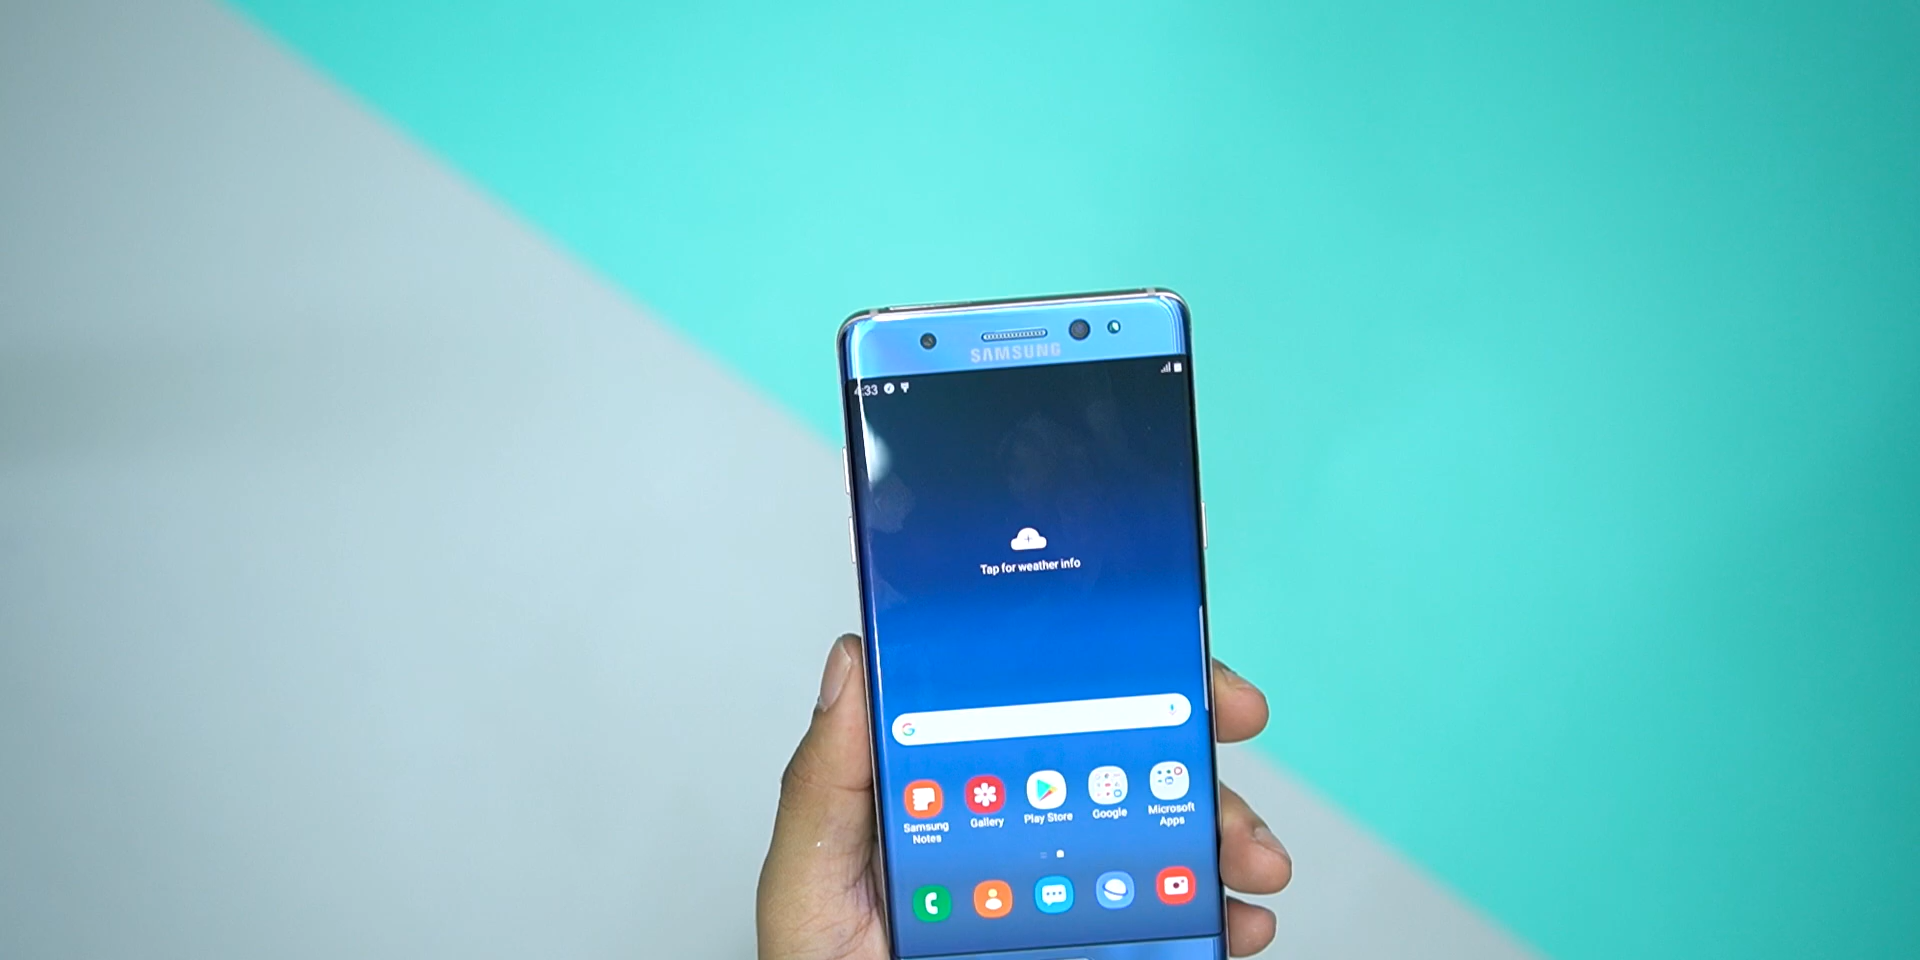 SAMSUNG
4:33
Tap for weather info
G
Samsung Notes
Gallery
Play Store
Google
Microsoft Apps